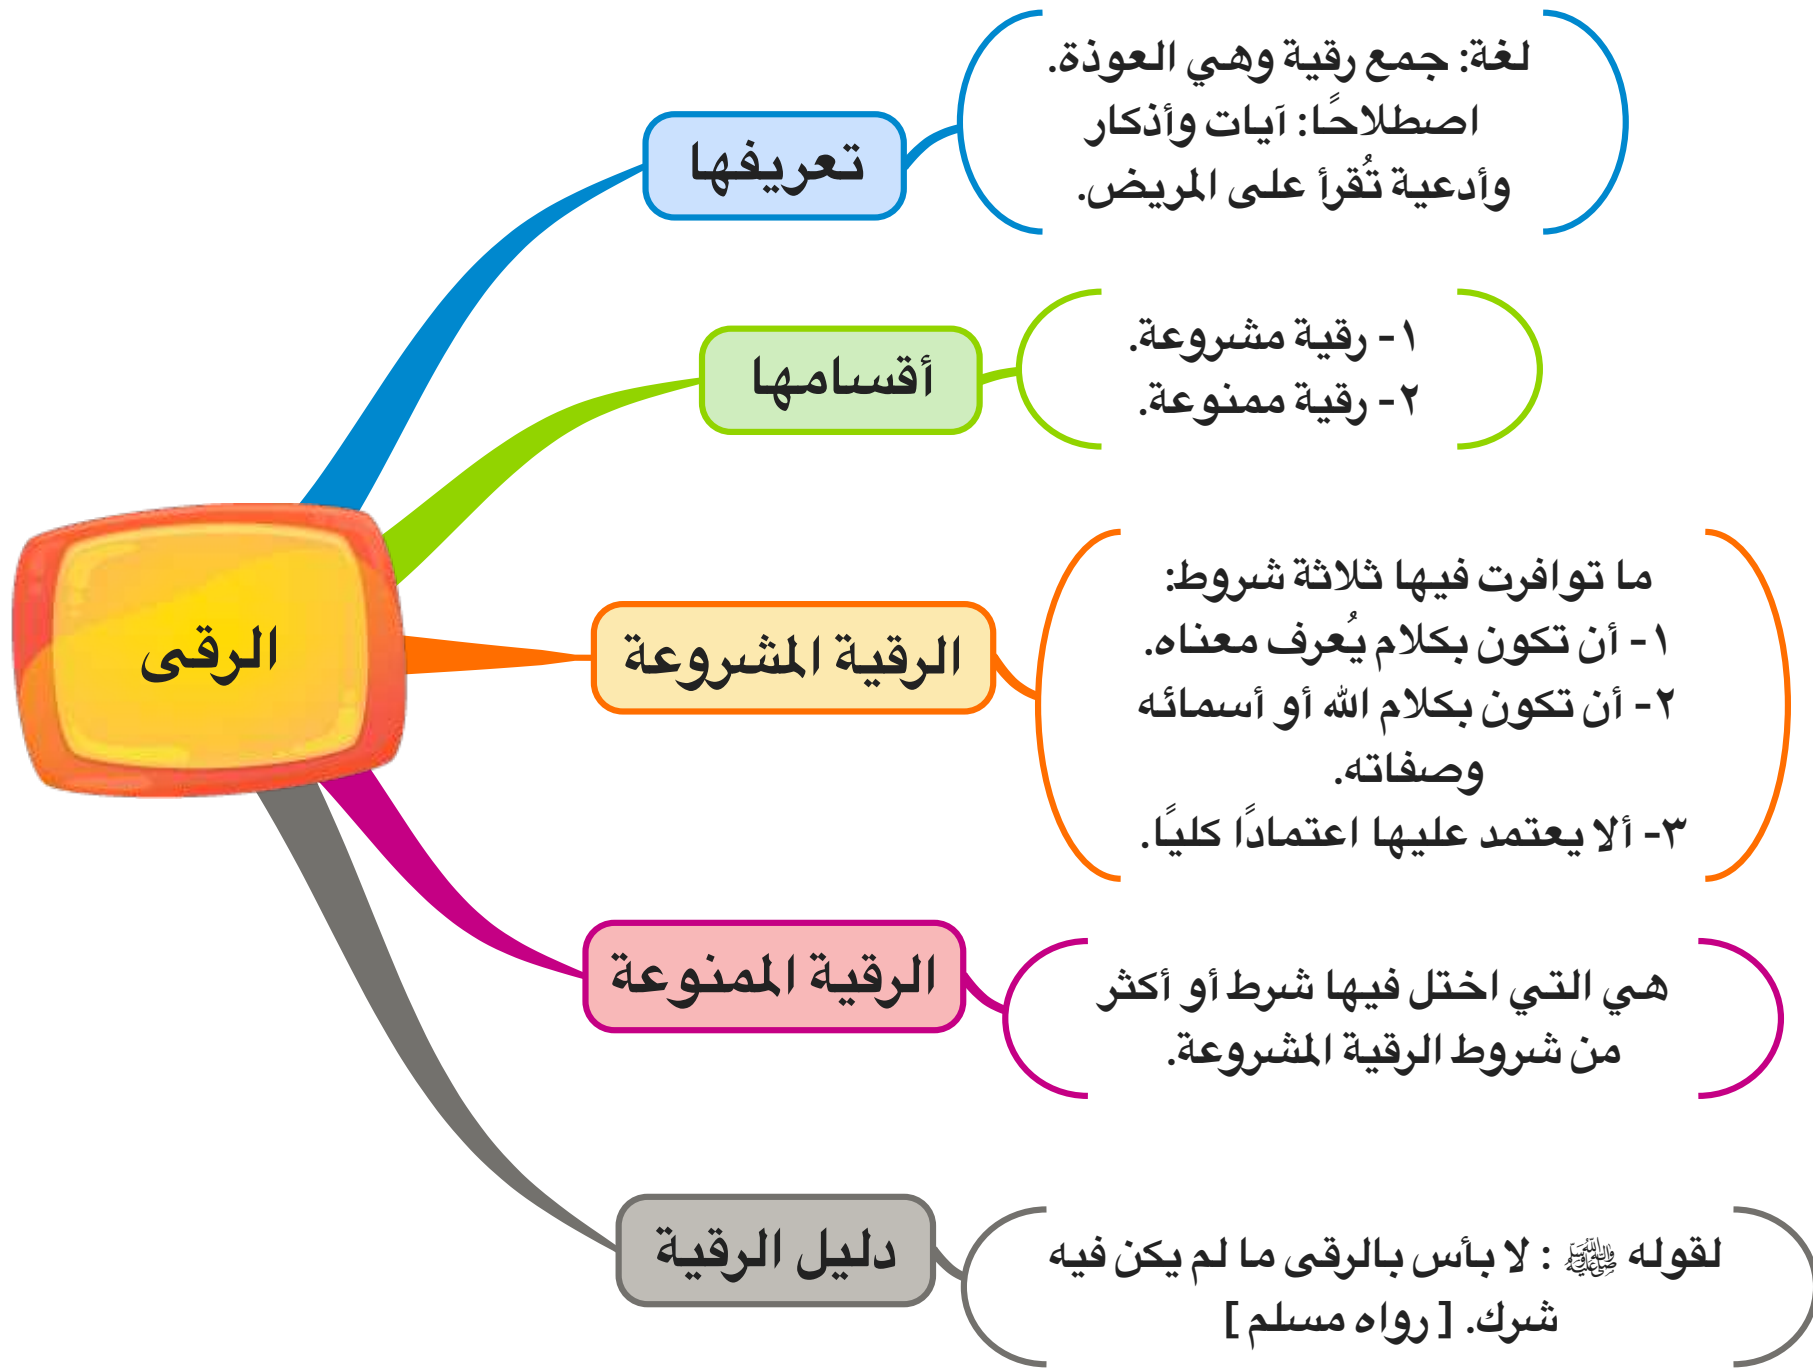 الرقى
تعريفها
لغة: جمع رقية وهي العوذة.
اصطلاحًا: آيات وأذكار
وأدعية تُقرأ على المريض.
أقسامها
١- رقية مشروعة.
٢- رقية ممنوعة.
الرقية المشروعة
ما توافرت فيها ثلاثة شروط:
١- أن تكون بكلام يُعرف معناه.
٢- أن تكون بكلام الله أو أسمائه
وصفاته.
٣- ألا يعتمد عليها اعتمادًا كليًا.
الرقية الممنوعة
هي التي اختل فيها شرط أو أكثر
من شروط الرقية المشروعة.
دليل الرقية
لقوله ﷺ : لا بأس بالرقى ما لم يكن فيه
شرك. [ رواه مسلم ]